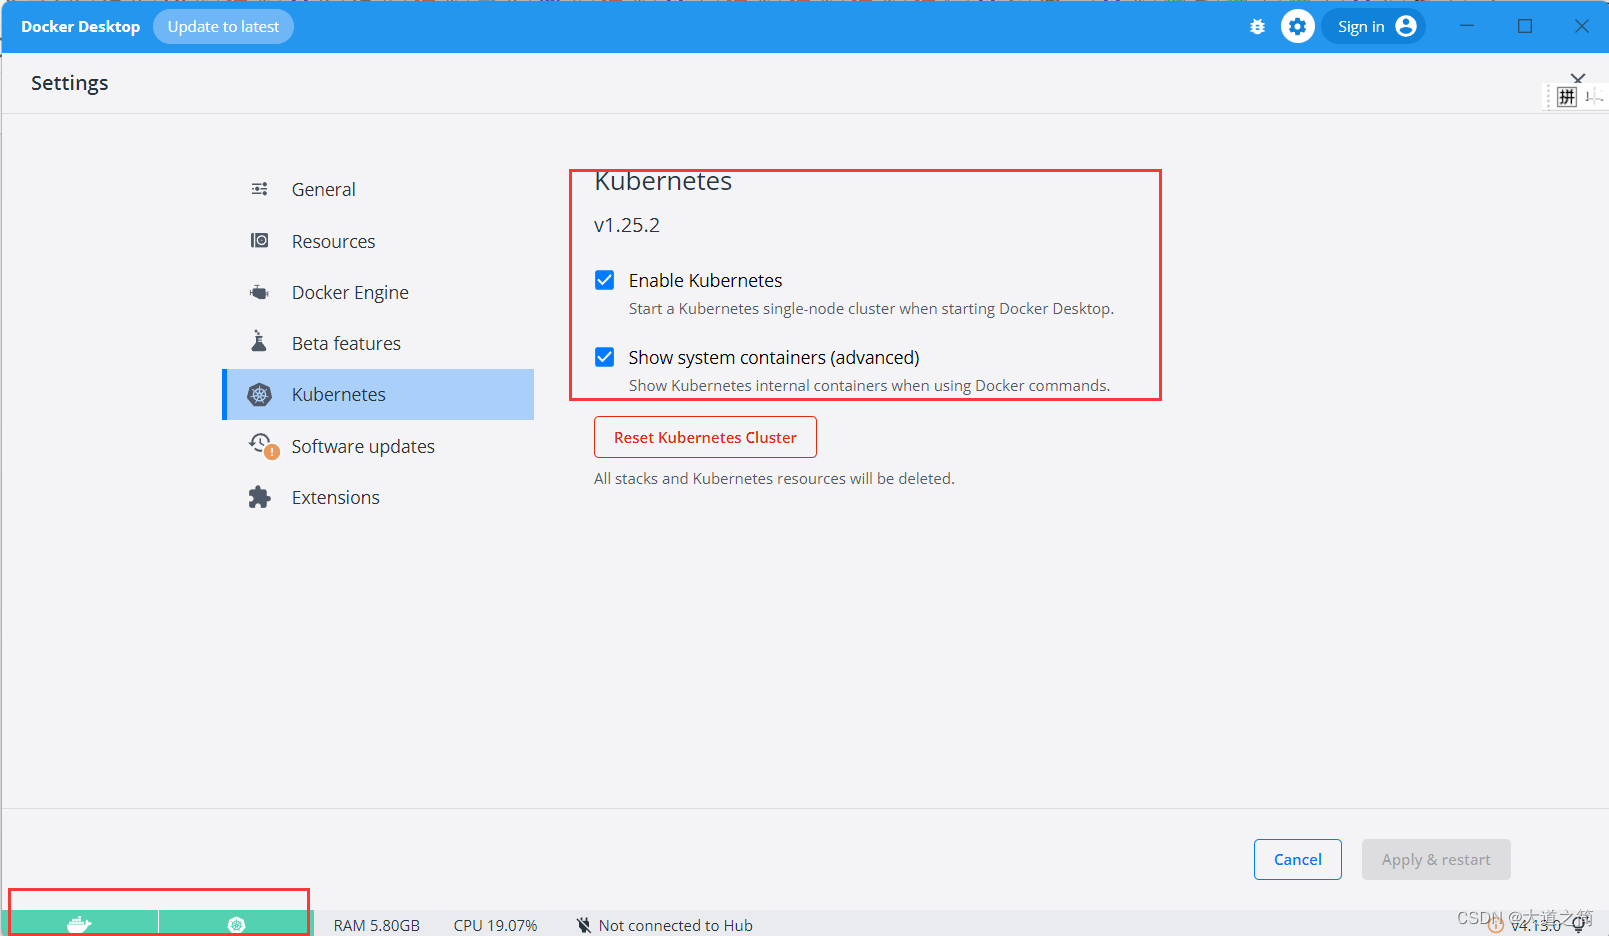 Docker Desktop
Update to latest
Sign in
Settings
拼
General
Resources
Docker Engine
Beta features
Kubernetes
Software updates
Extensions
Kubernetes
v1.25.2
Enable Kubernetes
Start a Kubernetes single-node cluster when starting Docker Desktop.
Show system containers (advanced)
Show Kubernetes internal containers when using Docker commands.
Reset Kubernetes Cluster
All stacks and Kubernetes resources will be deleted.
Cancel
Apply & restart
RAM 5.80GB
CPU 19.07%
Not connected to Hub
v4.13.0
CSDN @大道之简